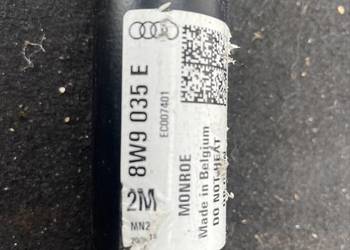 8W9 035 E
EC007401
2M
MN2
MONROE
Made in Belgium
DO NOT HEAT